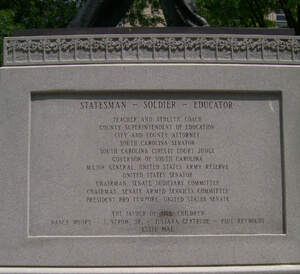 STATESMAN - SOLDIER - EDUCATOR
TEACHER AND ATHLETIC COACH
COUNTY SUPERINTENDENT OF EDUCATION
CITY AND COUNTY ATTORNEY
SOUTH CAROLINA SENATOR
SOUTH CAROLINA CIRCUIT COURT JUDGE
GOVERNOR OF SOUTH CAROLINA
MAJOR GENERAL, UNITED STATES ARMY RESERVE
UNITED STATES SENATOR
CHAIRMAN, SENATE JUDICIARY COMMITTEE
CHAIRMAN, SENATE ARMED SERVICES COMMITTEE
PRESIDENT PRO TEMPORE, UNITED STATES SENATE
THE FATHER OF CHILDREN
NANCY MOORE - J. STROM, JR. - JULIANA GERTRUDE - PAUL REYNOLDS
ESSIE MAE